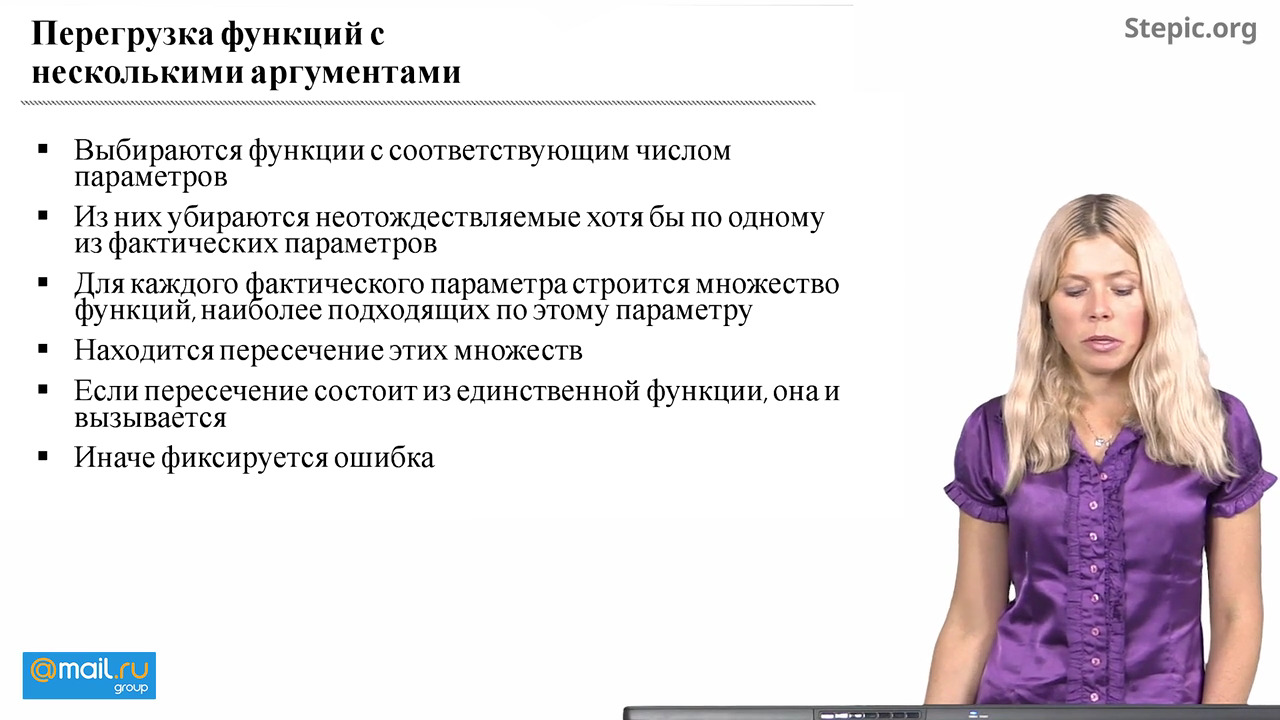 Перегрузка функций с
несколькими аргументами
Stepic.org
▪ Выбираются функции с соответствующим числом
параметров
▪ Из них убираются неотождествляемые хотя бы по одному
из фактических параметров
▪ Для каждого фактического параметра строится множество
функций, наиболее подходящих по этому параметру
▪ Находится пересечение этих множеств
▪ Если пересечение состоит из единственной функции, она и
вызывается
▪ Иначе фиксируется ошибка
@mail.ru
group